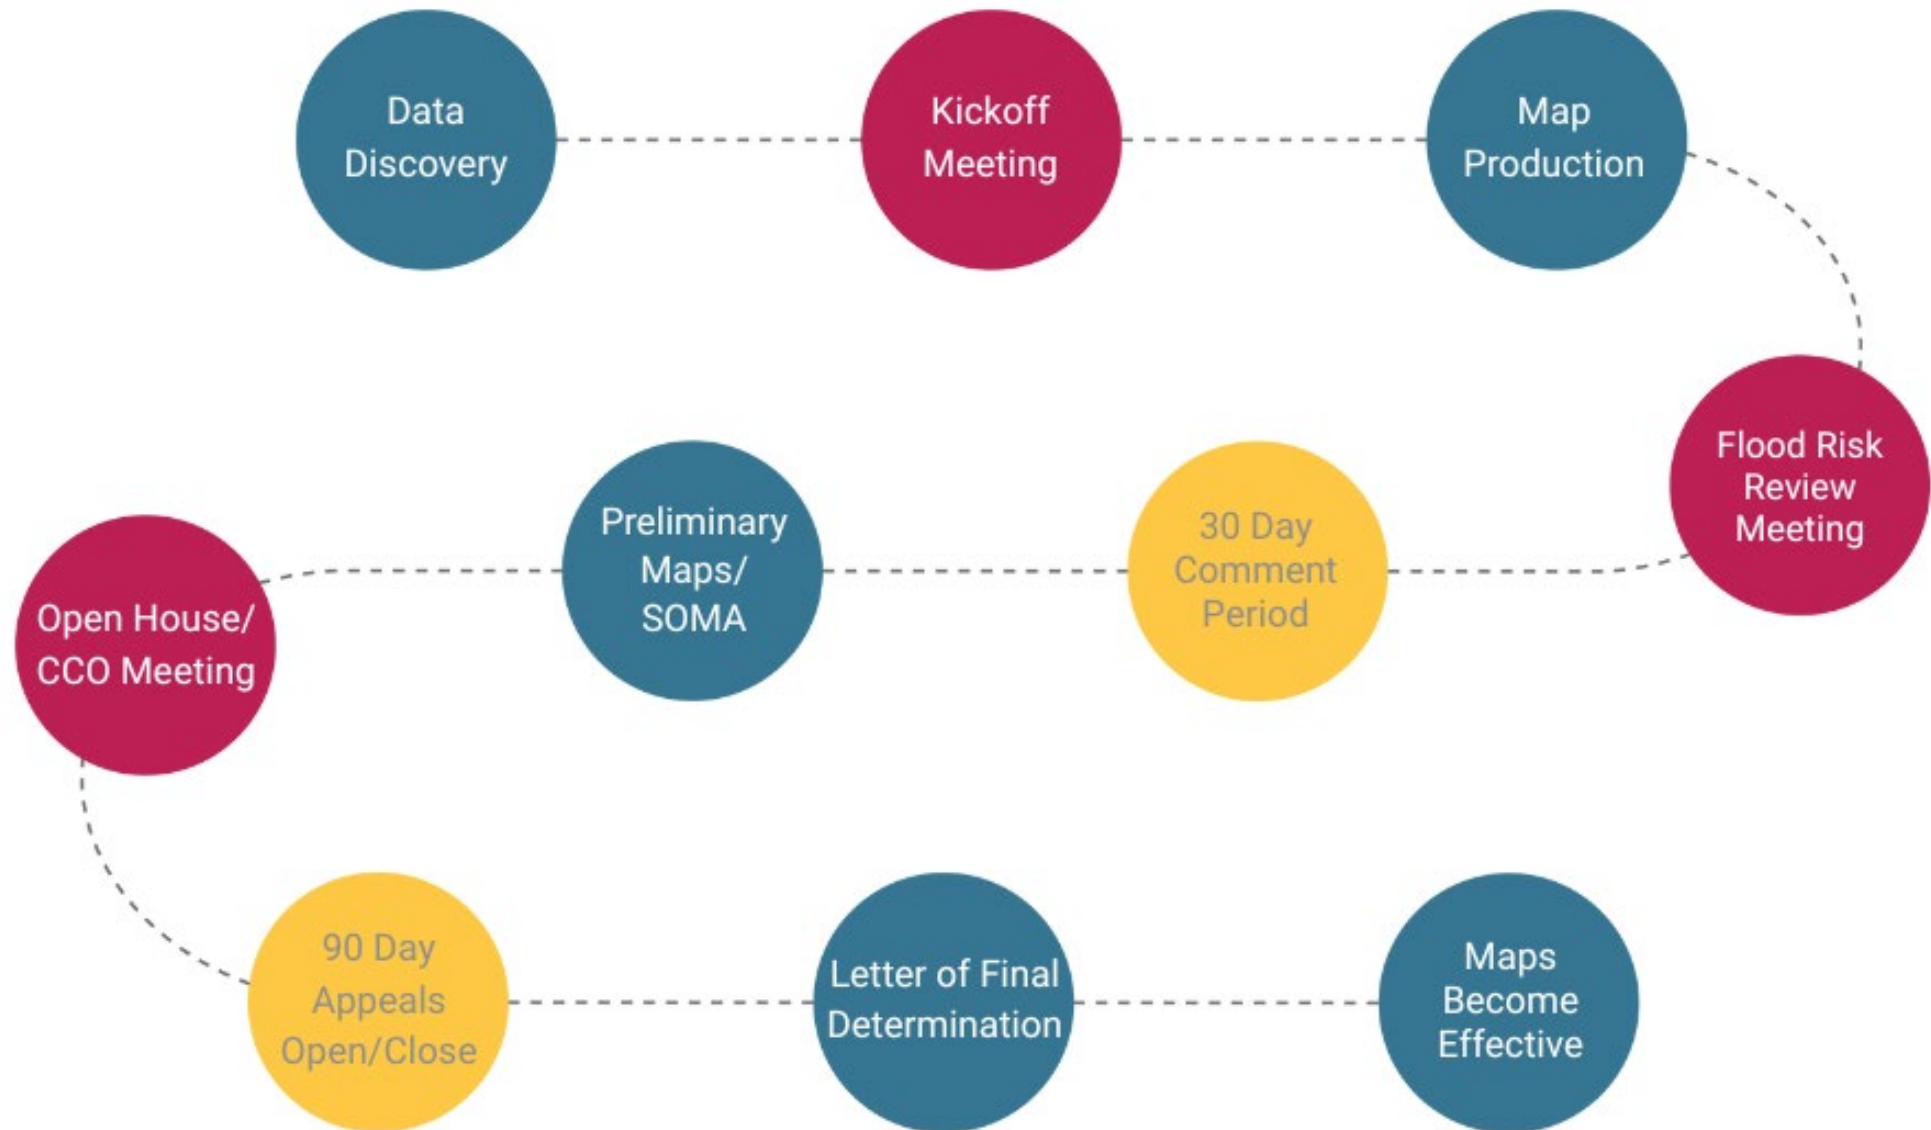 Data
Discovery
Kickoff
Meeting
Map
Production
Flood Risk
Review
Meeting
30 Day
Comment
Period
Preliminary
Maps/
SOMA
Open House/
CCO Meeting
90 Day
Appeals
Open/Close
Letter of Final
Determination
Maps
Become
Effective